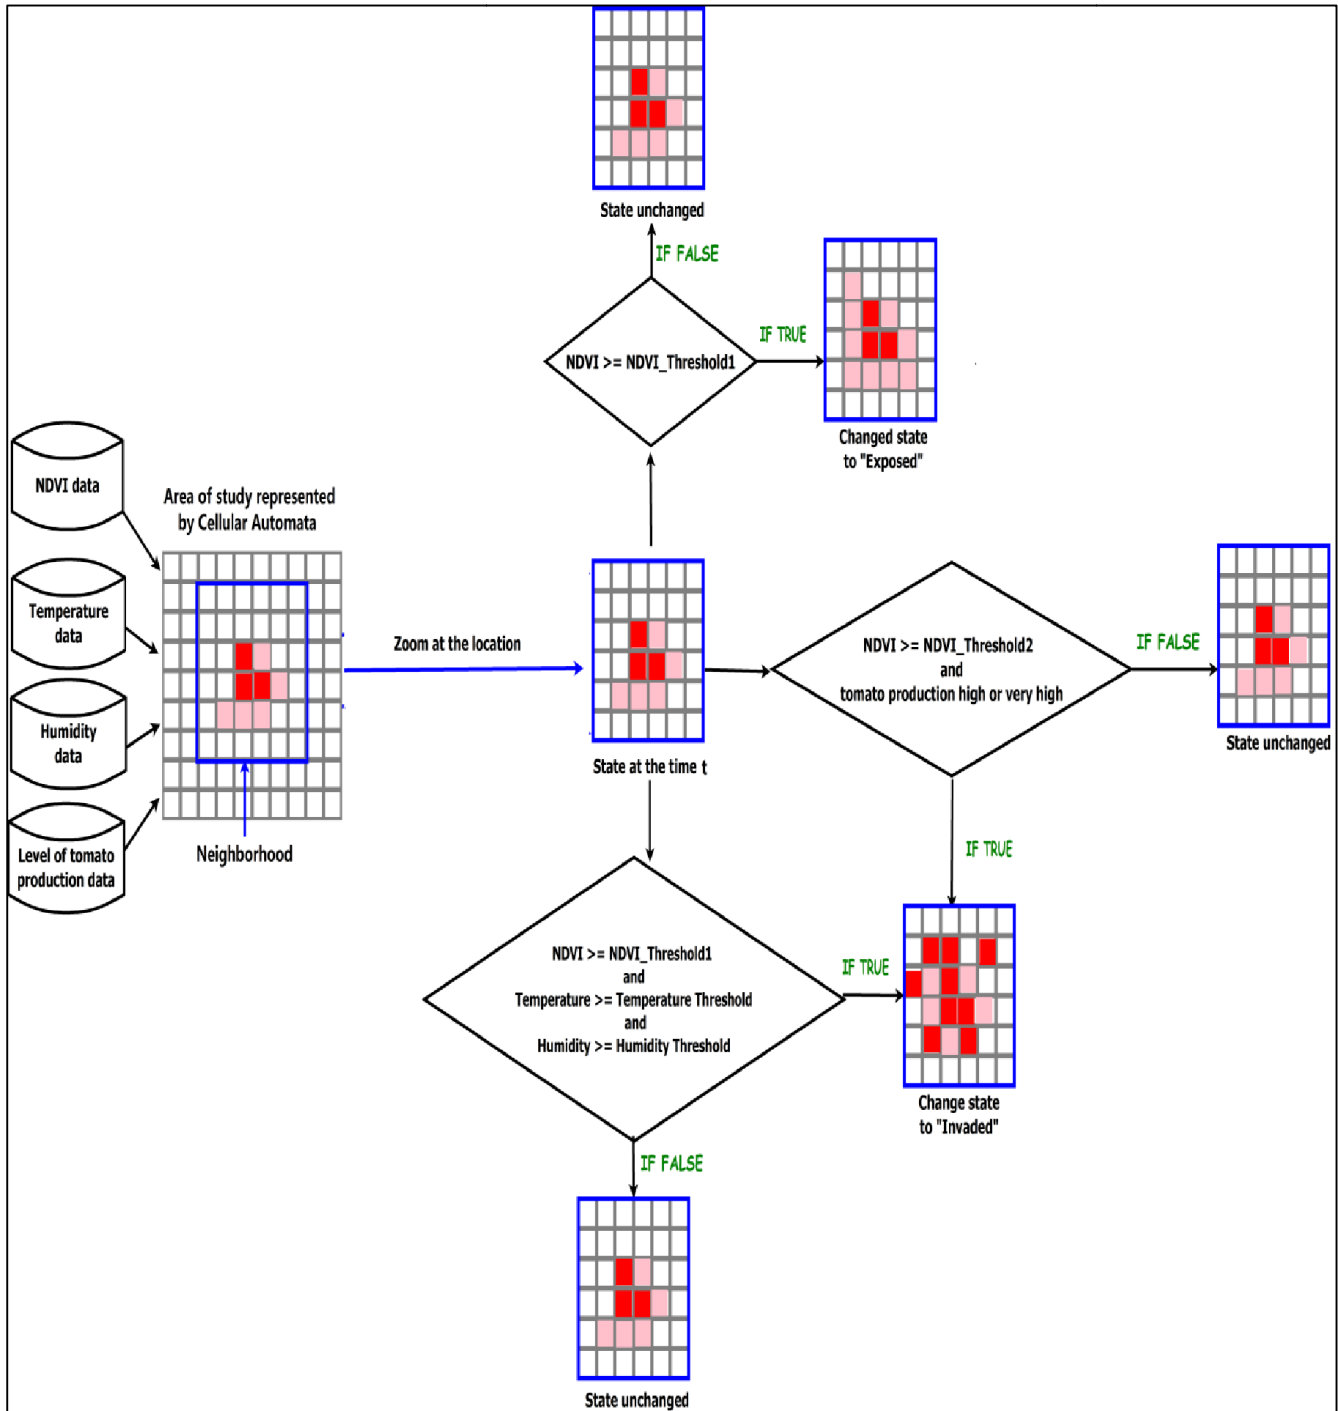 State unchanged
IF FALSE
NDVI >= NDVI_Threshold1
IF TRUE
Changed state
to "Exposed"
NDVI data
Temperature
data
Humidity
data
Level of tomato
production data
Area of study represented
by Cellular Automata
Neighborhood
Zoom at the location
State at the time t
NDVI >= NDVI_Threshold2
and
tomato production high or very high
IF FALSE
State unchanged
IF TRUE
NDVI >= NDVI_Threshold1
and
Temperature >= Temperature Threshold
and
Humidity >= Humidity Threshold
IF TRUE
Change state
to "Invaded"
IF FALSE
State unchanged